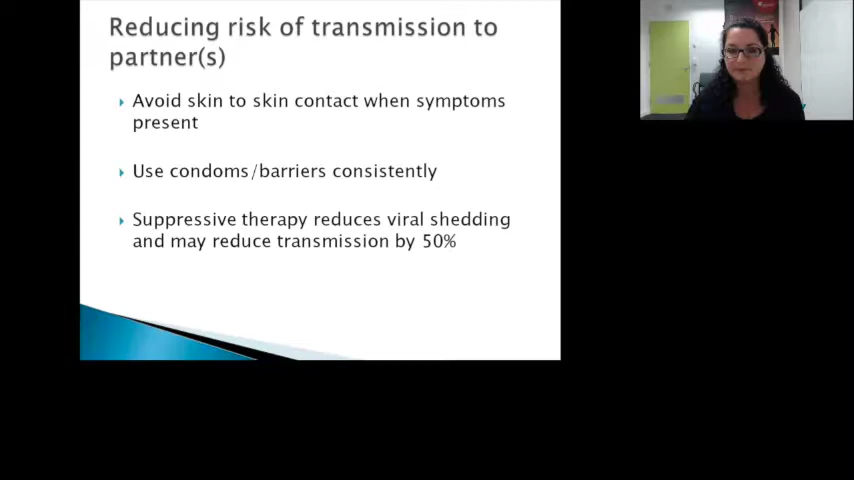 Reducing risk of transmission to
partner(s)
Avoid skin to skin contact when symptoms
present
Use condoms/barriers consistently
Suppressive therapy reduces viral shedding
and may reduce transmission by 50%